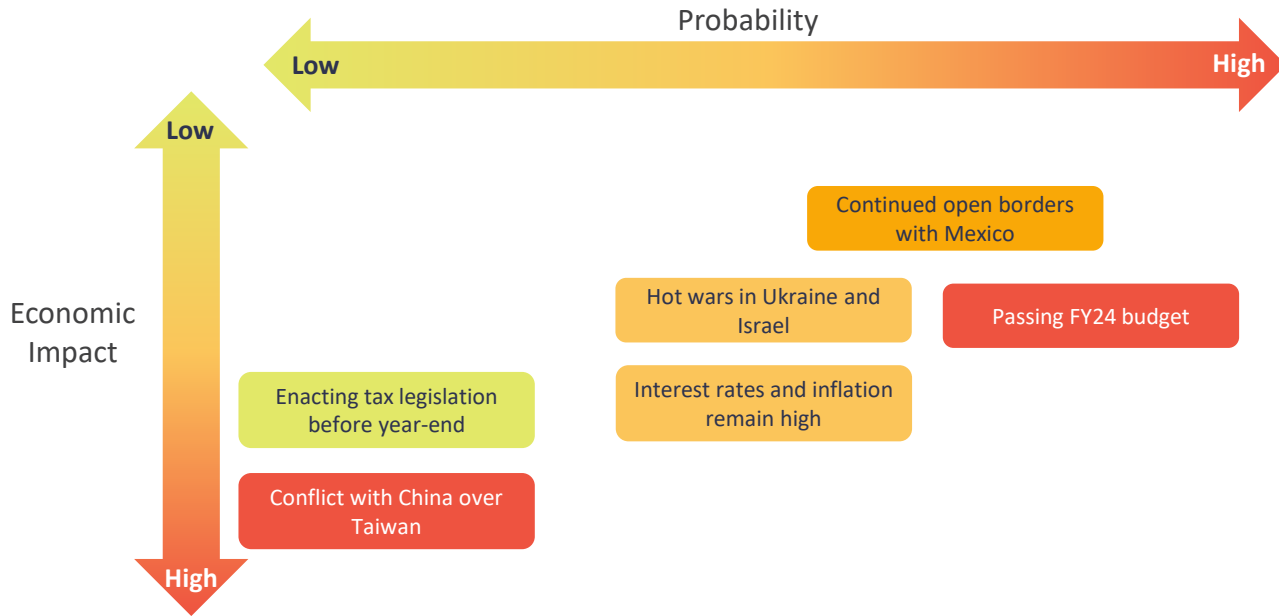 Probability
Low
High
Low
Continued open borders
with Mexico
Hot wars in Ukraine and
Israel
Passing FY24 budget
Economic
Impact
Enacting tax legislation
before year-end
Interest rates and inflation
remain high
Conflict with China over
Taiwan
High